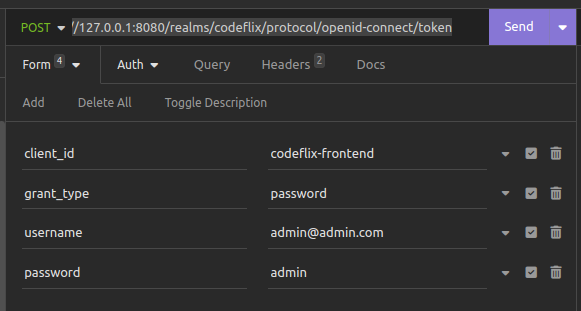 POST //127.0.0.1:8080/realms/codeflix/protocol/openid-connect/token Send
Form 4 Auth Query Headers 2 Docs
Add Delete All Toggle Description
client_id codeflix-frontend
grant_type password
username admin@admin.com
password admin